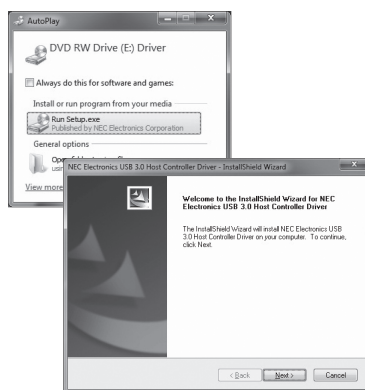 AutoPlay
DVD RW Drive (E:) Driver
Always do this for software and games:
Install or run program from your media
Run Setup.exe
Published by NEC Electronics Corporation
General options
View more
NEC Electronics USB 3.0 Host Controller Driver - InstallShield Wizard
Welcome to the InstallShield Wizard for NEC
Electronics USB 3.0 Host Controller Driver
The InstallShield Wizard will install NEC Electronics USB
3.0 Host Controller Driver on your computer. To continue,
click Next.
< Back
Next >
Cancel